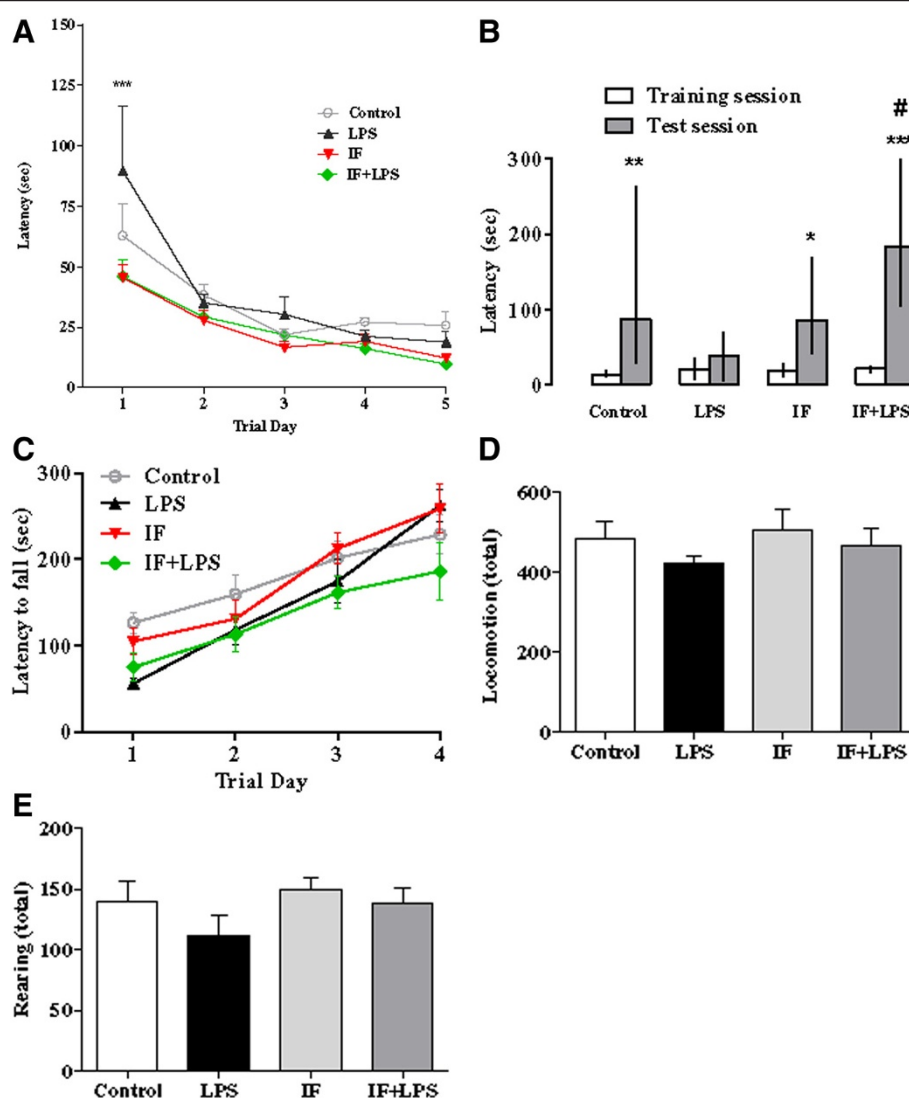 A
Latency (sec)
150
125
100
75
50
25
0
***
Control
LPS
IF
IF+LPS
1 2 3 4 5
Trial Day
B
Training session
Test session
#
***
**
*
Latency (sec)
300
200
100
0
Control LPS IF IF+LPS
C
Latency to fall (sec)
300
200
100
0
Control
LPS
IF
IF+LPS
1 2 3 4
Trial Day
D
Locomotion (total)
600
400
200
0
Control LPS IF IF+LPS
E
Rearing (total)
200
150
100
50
0
Control LPS IF IF+LPS